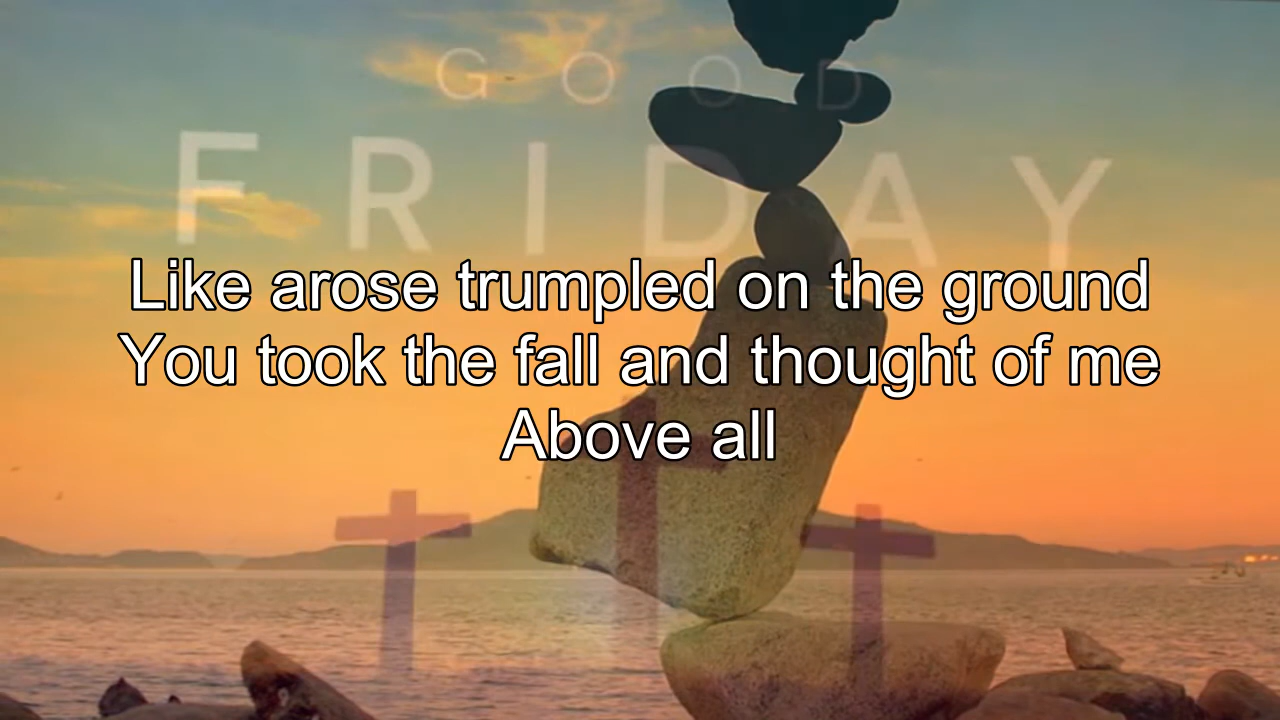 GOOD
FRIDAY
Like arose trumpled on the ground
You took the fall and thought of me
Above all